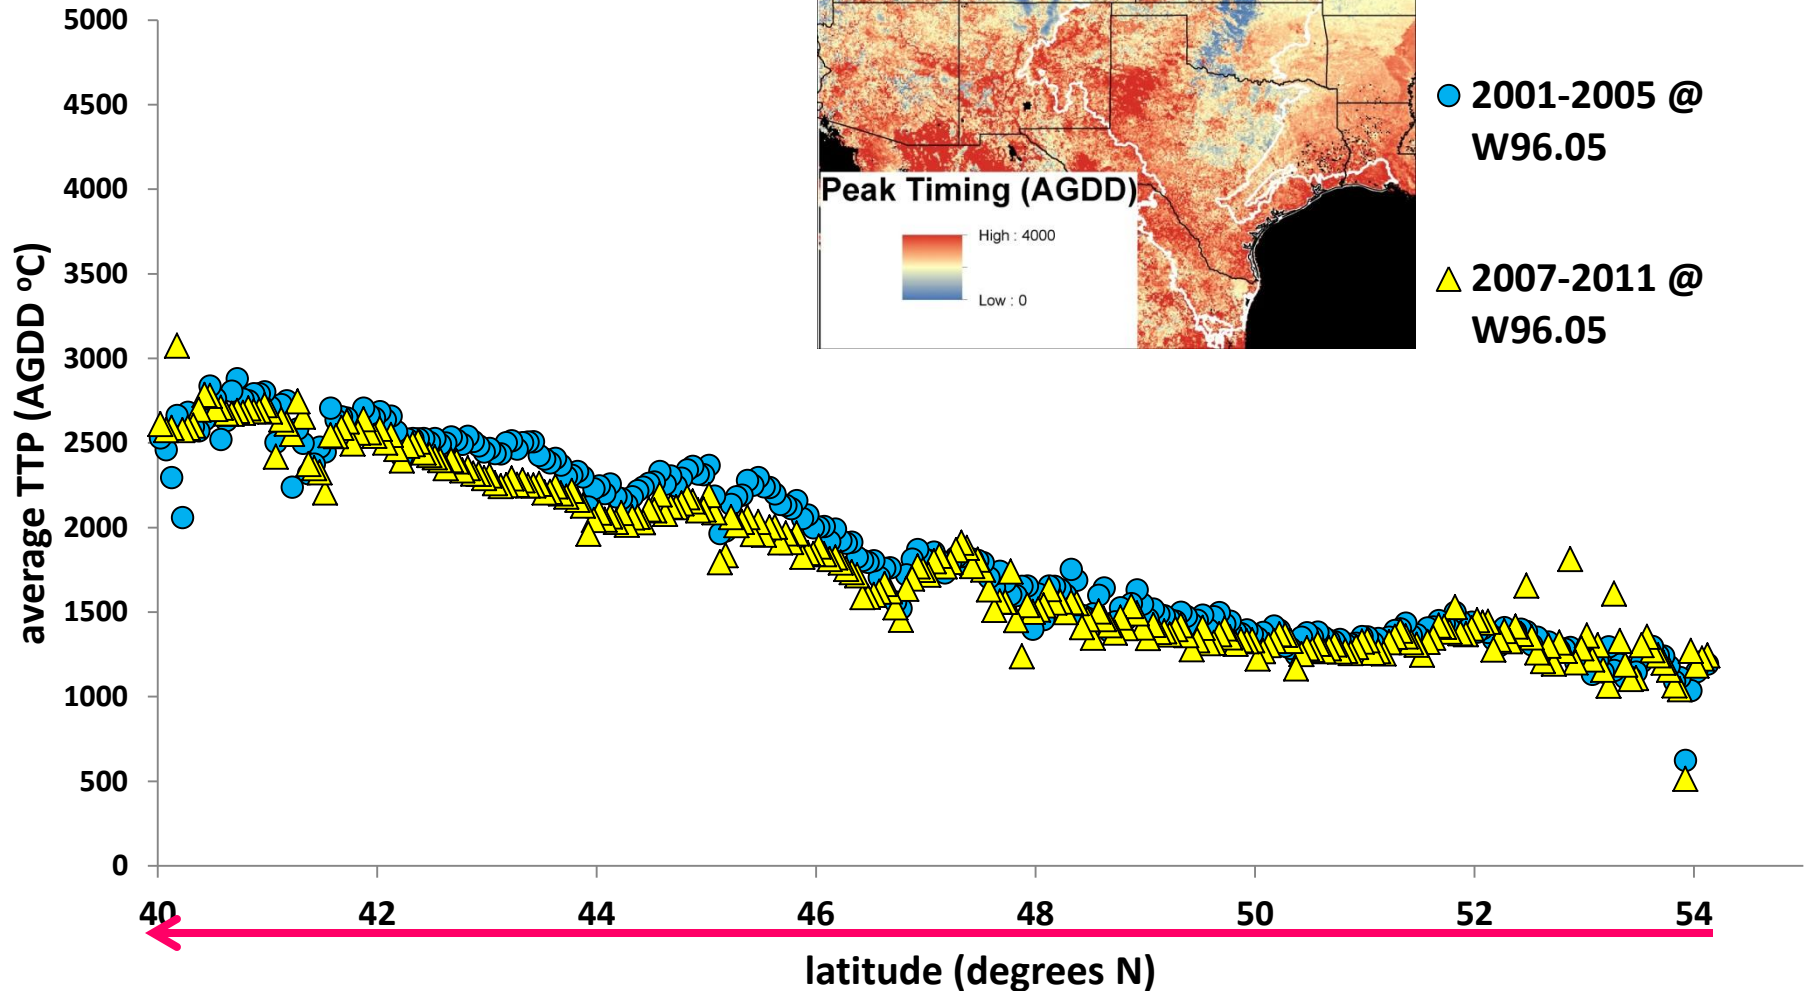 5000
4500
4000
3500
3000
2500
2000
1500
1000
500
0
average TTP (AGDD ºC)
40 42 44 46 48 50 52 54
latitude (degrees N)
Peak Timing (AGDD)
High : 4000
Low : 0
2001-2005 @
W96.05
2007-2011 @
W96.05